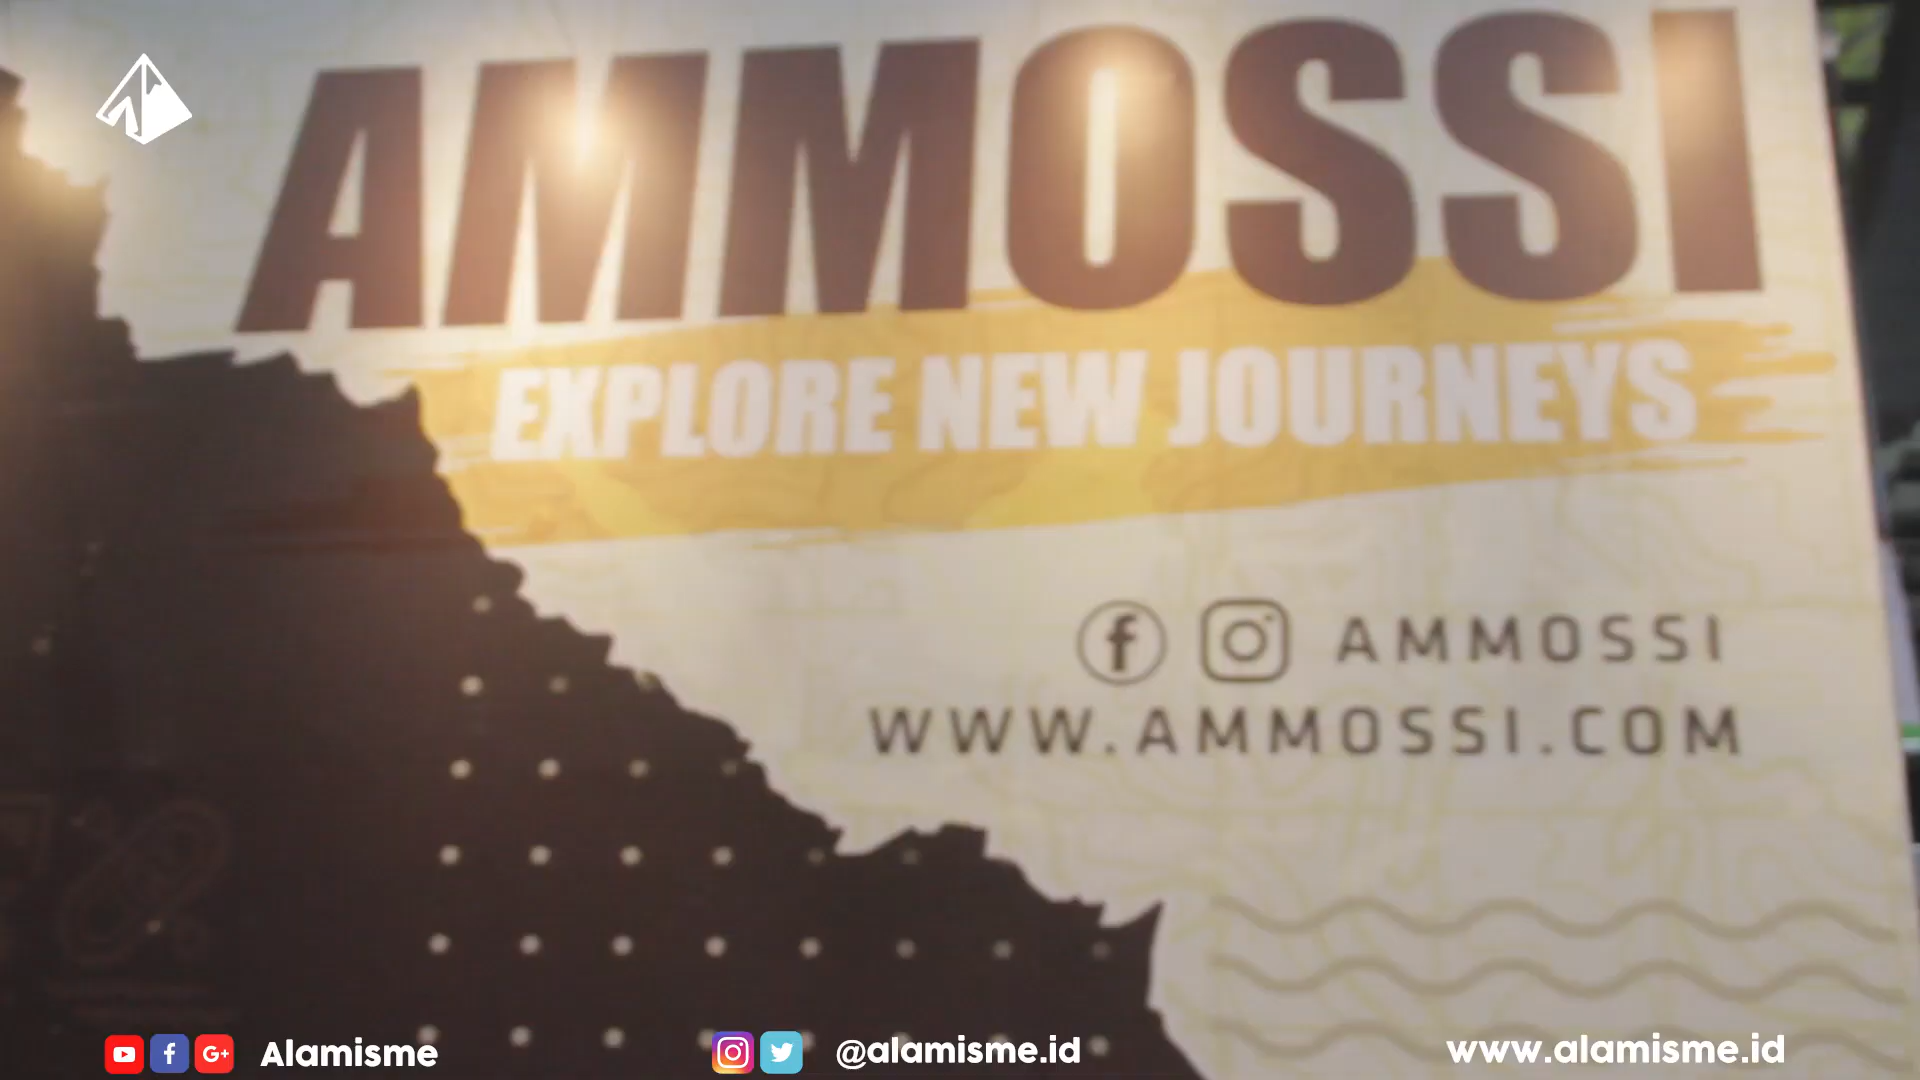 AMMOSSI
EXPLORE NEW JOURNEYS
AMMOSSI
WWW.AMMOSSI.COM
Alamisme
@alamisme.id
www.alamisme.id